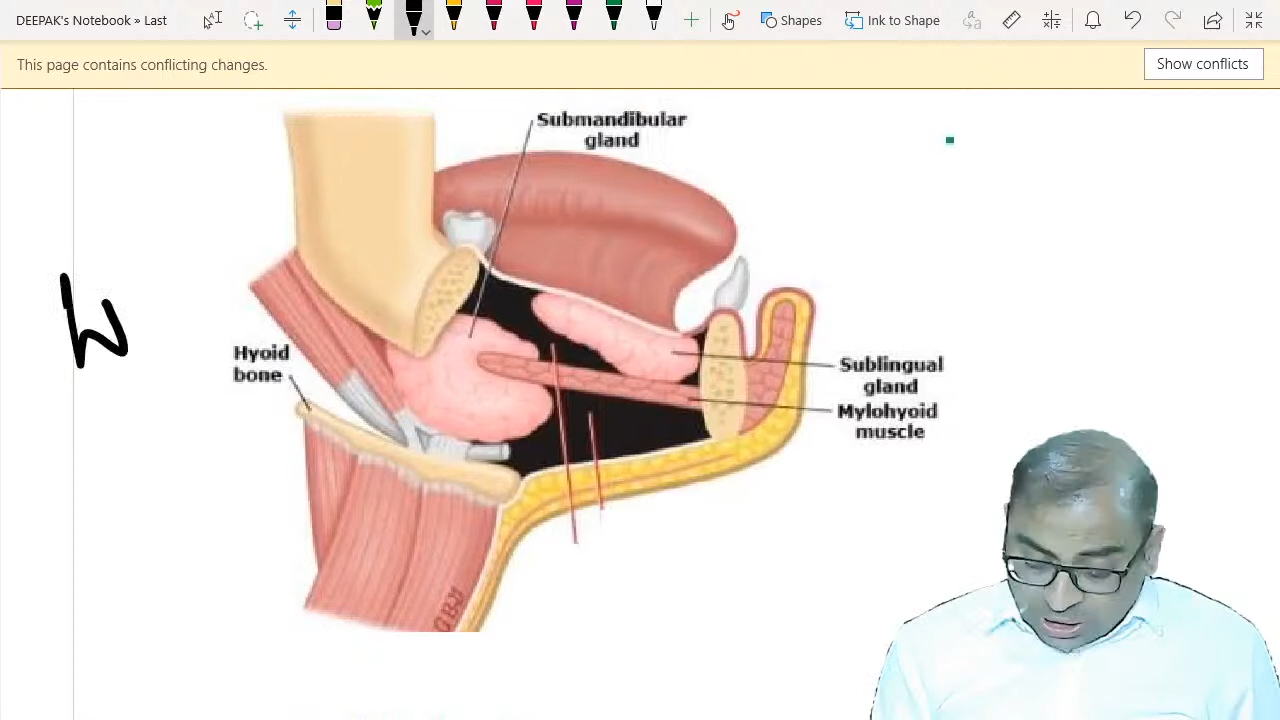 DEEPAK's Notebook » Last
Shapes
Ink to Shape
This page contains conflicting changes.
Show conflicts
Submandibular
gland
Hyoid
bone
Sublingual
gland
Mylohyoid
muscle